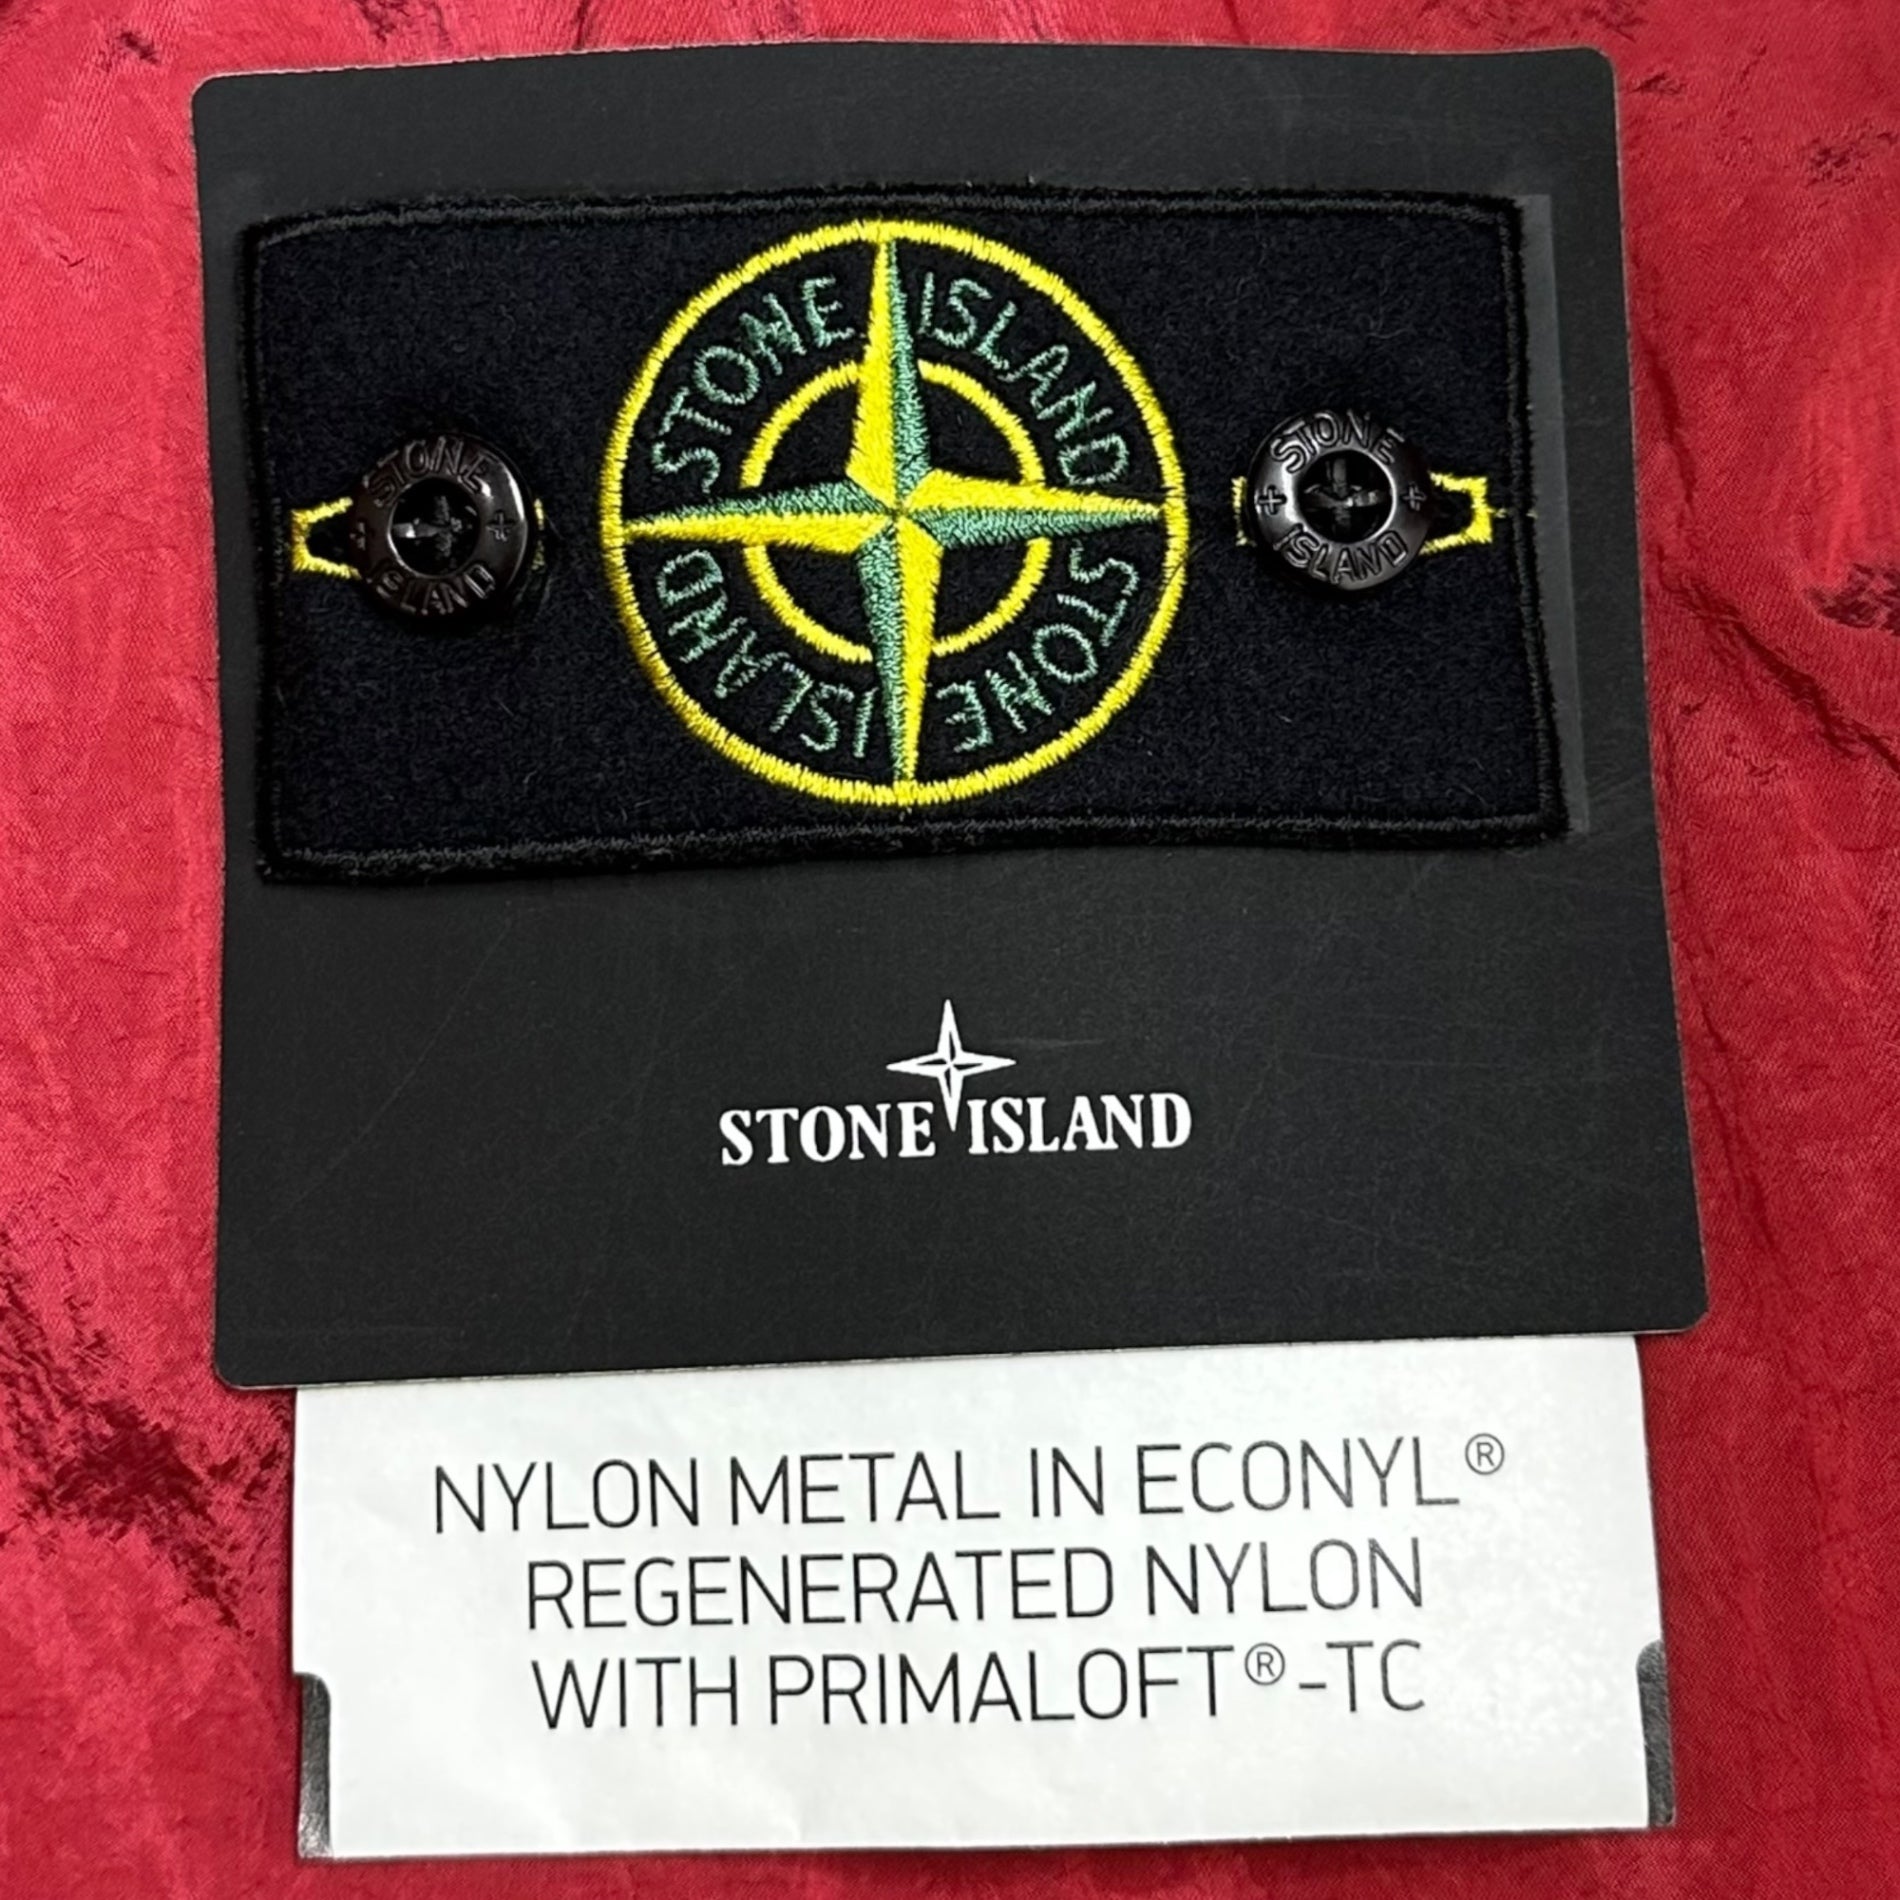 STONE ISLAND
STONE ISLAND
STONE
ISLAND
STONE
ISLAND
STONE ISLAND
NYLON METAL IN ECONYL®
REGENERATED NYLON
WITH PRIMALOFT®-TC